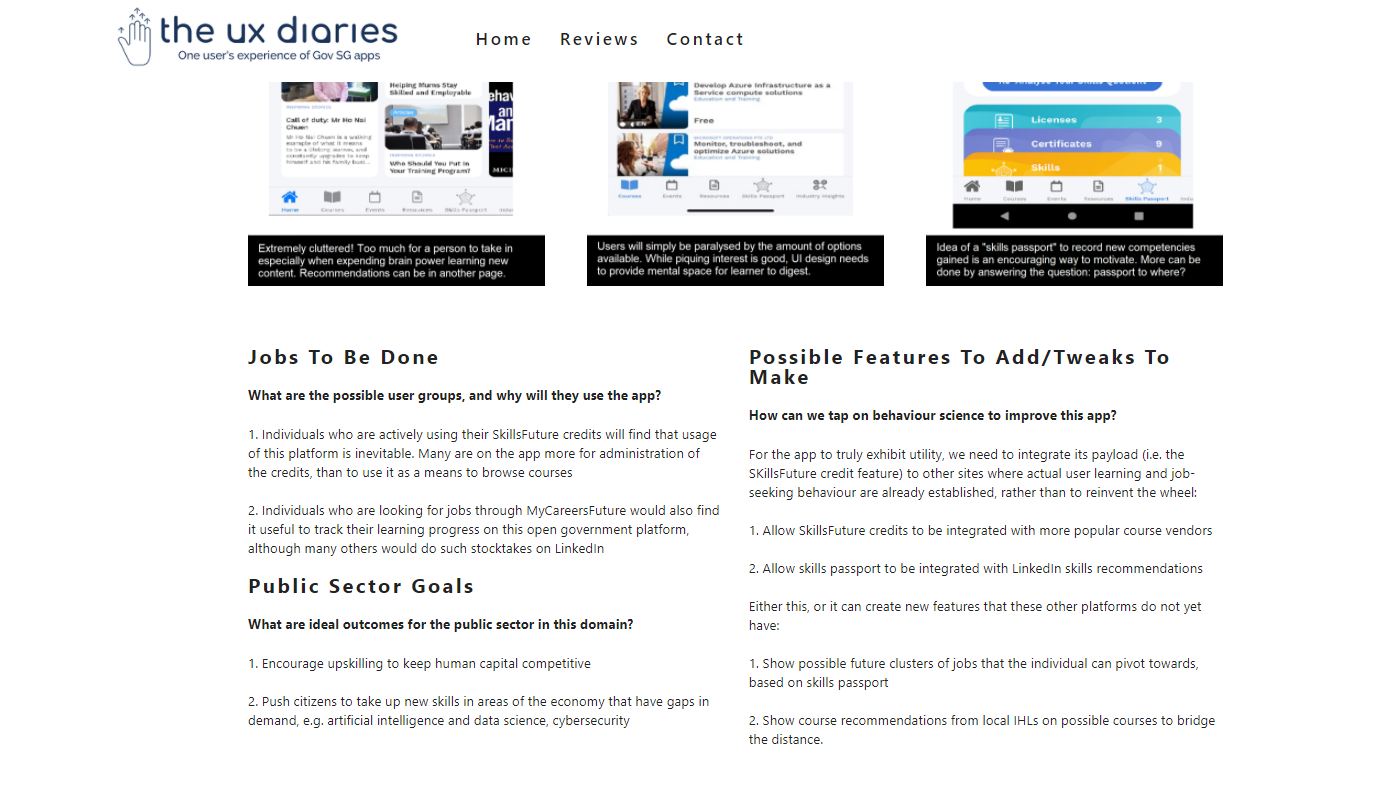 the ux diaries
One user's experience of Gov SG apps
Home Reviews Contact
Helping Mums Stay
Skilled and Employable
Call of duty: Mr Ho Nai
Chuen
Mr Ho Nai Chuen is a walking
example of what it means
to be a lifelong learner, and
constantly upgrades to keep
himself and his family
Articles
INSPIRING STORIES
Who Should You Put In
Your Training Program?
Home Courses Events Resources Skills Passport
Extremely cluttered! Too much for a person to take in
especially when expending brain power learning new
content. Recommendations can be in another page.
Develop Azure Infrastructure as a
Service compute solutions
Education and Training
Free
MICROSOFT OPERATIONS PTE LTD
Monitor, troubleshoot, and
optimize Azure solutions
Education and Training
Courses Events Resources Skills Passport Industry Insights
Users will simply be paralysed by the amount of options
available. While piquing interest is good, UI design needs
to provide mental space for learner to digest.
Licenses 3
Certificates 9
Skills 1
Home Courses Events Resources Skills Passport
Idea of a "skills passport" to record new competencies
gained is an encouraging way to motivate. More can be
done by answering the question: passport to where?
Jobs To Be Done
What are the possible user groups, and why will they use the app?
1. Individuals who are actively using their SkillsFuture credits will find that usage
of this platform is inevitable. Many are on the app more for administration of
the credits, than to use it as a means to browse courses
2. Individuals who are looking for jobs through MyCareersFuture would also find
it useful to track their learning progress on this open government platform,
although many others would do such stocktakes on LinkedIn
Public Sector Goals
What are ideal outcomes for the public sector in this domain?
1. Encourage upskilling to keep human capital competitive
2. Push citizens to take up new skills in areas of the economy that have gaps in
demand, e.g. artificial intelligence and data science, cybersecurity
Possible Features To Add/Tweaks To
Make
How can we tap on behaviour science to improve this app?
For the app to truly exhibit utility, we need to integrate its payload (i.e. the
SKillsFuture credit feature) to other sites where actual user learning and job-
seeking behaviour are already established, rather than to reinvent the wheel:
1. Allow SkillsFuture credits to be integrated with more popular course vendors
2. Allow skills passport to be integrated with LinkedIn skills recommendations
Either this, or it can create new features that these other platforms do not yet
have:
1. Show possible future clusters of jobs that the individual can pivot towards,
based on skills passport
2. Show course recommendations from local IHLs on possible courses to bridge
the distance.